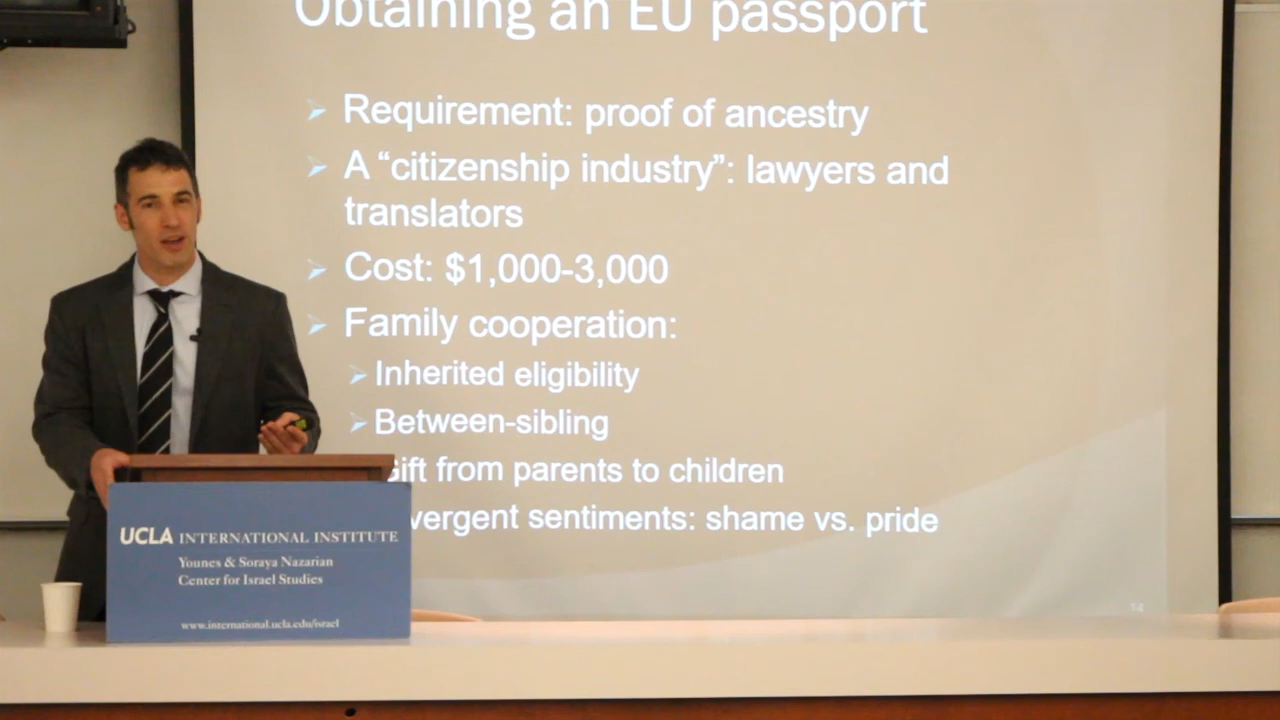 Obtaining an EU passport
Requirement: proof of ancestry
A “citizenship industry”: lawyers and
translators
Cost: $1,000-3,000
Family cooperation:
Inherited eligibility
Between-sibling
from parents to children
sentiments: shame vs. pride
14
UCLA INTERNATIONAL INSTITUTE
Younes & Soraya Nazarian
Center for Israel Studies
www.international.ucla.edu/israel